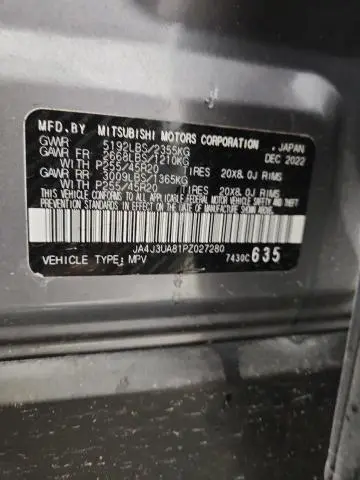 MFD.BY MITSUBISHI MOTORS CORPORATION, JAPAN
GVWR 5192LBS/2355KG DEC 2022
GAWR FR 2668LBS/1210KG
WITH P255/45R20 TIRES 20X8.0J RIMS
GAWR RR 3009LBS/1365KG
WITH P255/45R20 TIRES 20X8.0J RIMS
THIS VEHICLE CONFORMS TO ALL APPLICABLE
FEDERAL MOTOR VEHICLE SAFETY AND THEFT
PREVENTION STANDARDS IN EFFECT ON THE
DATE OF MANUFACTURE SHOWN ABOVE.
JA4J3UA81PZ027280
VEHICLE TYPE: MPV 7430C 635